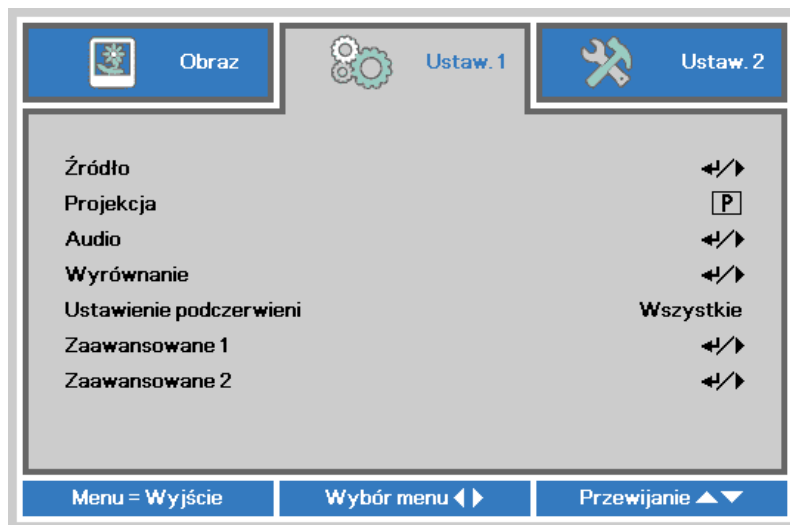 Obraz
Ustaw. 1
Ustaw. 2
Źródło
Projekcja P
Audio
Wyrównanie
Ustawienie podczerwieni Wszystkie
Zaawansowane 1
Zaawansowane 2
Menu = Wyjście
Wybór menu
Przewijanie